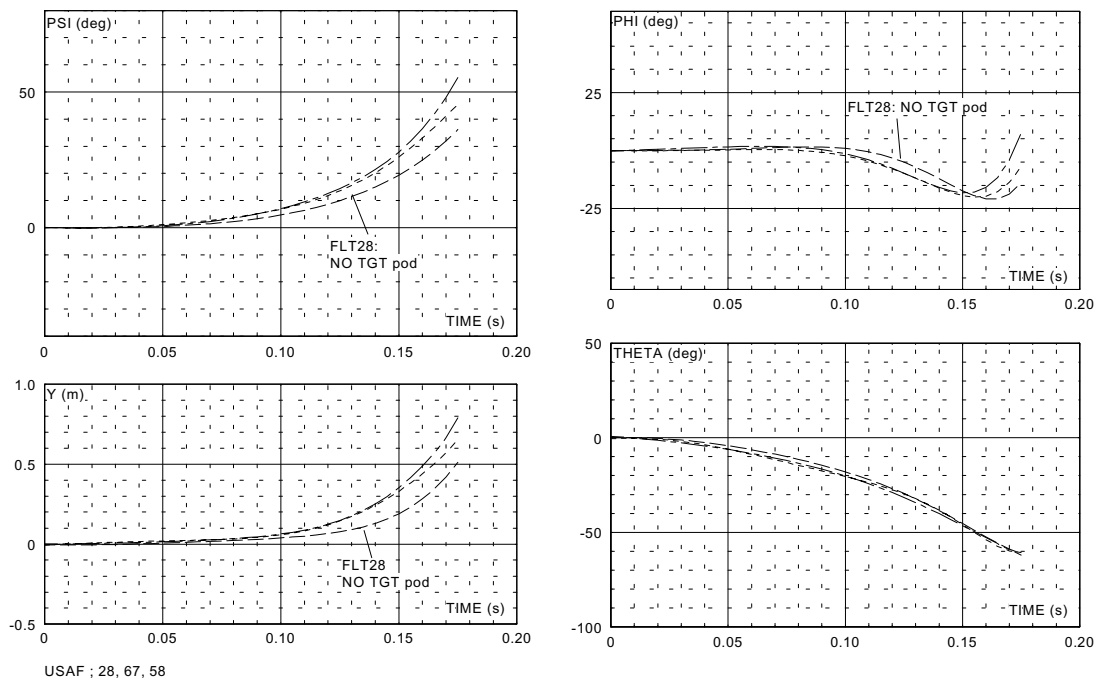 PSI (deg)
50
0
FLT28:
NO TGT pod
TIME (s)
0 0.05 0.10 0.15 0.20
PHI (deg)
25
FLT28: NO TGT pod
-25
TIME (s)
0 0.05 0.10 0.15 0.20
Y (m)
1.0
0.5
0
FLT28
NO TGT pod
TIME (s)
-0.5
0 0.05 0.10 0.15 0.20
THETA (deg)
50
0
-50
TIME (s)
-100
0 0.05 0.10 0.15 0.20
USAF ; 28, 67, 58